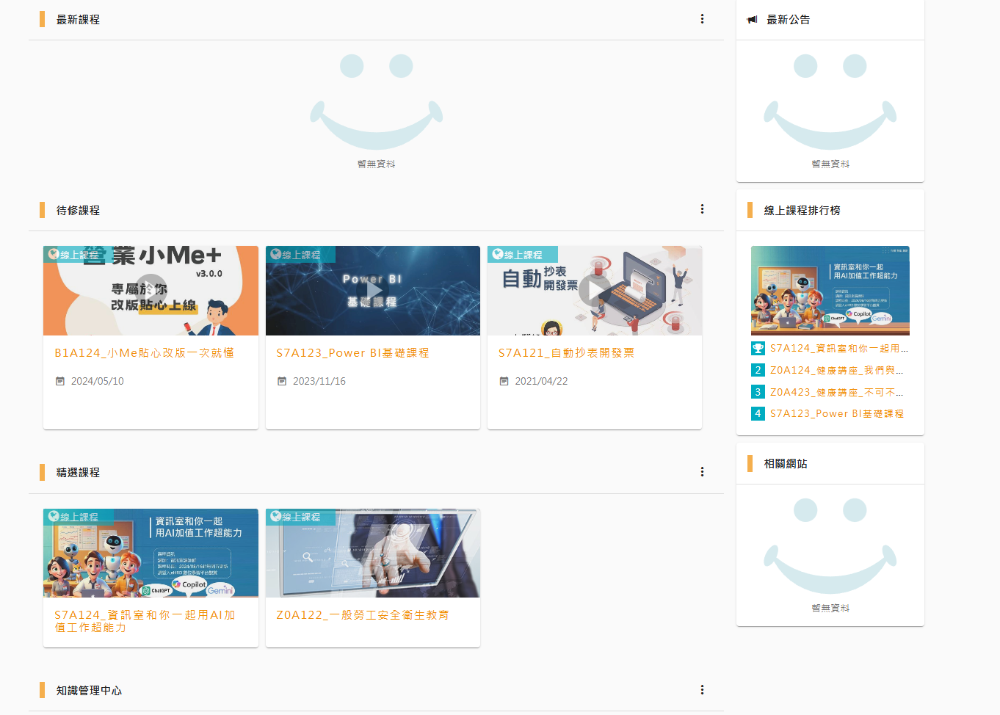 最新課程
暫無資料
待修課程
線上課程
營業小Me+
v3.0.0
專屬於你
改版貼心上線
B1A124_小Me貼心改版一次就懂
2024/05/10
線上課程
Power BI
基礎課程
S7A123_Power BI基礎課程
2023/11/16
線上課程
自動抄表
開發票
S7A121_自動抄表開發票
2021/04/22
精選課程
線上課程
資訊室和你一起
用AI加值工作超能力
ChatGPT
Copilot
Gemini
S7A124_資訊室和你一起用AI加
值工作超能力
線上課程
Z0A122_一般勞工安全衛生教育
知識管理中心
最新公告
暫無資料
線上課程排行榜
資訊室和你一起
用AI加值工作超能力
ChatGPT
Copilot
Gemini
S7A124_資訊室和你一起用...
2 Z0A124_健康講座_我們與...
3 Z0A423_健康講座_不可不...
4 S7A123_Power BI基礎課程
相關網站
暫無資料